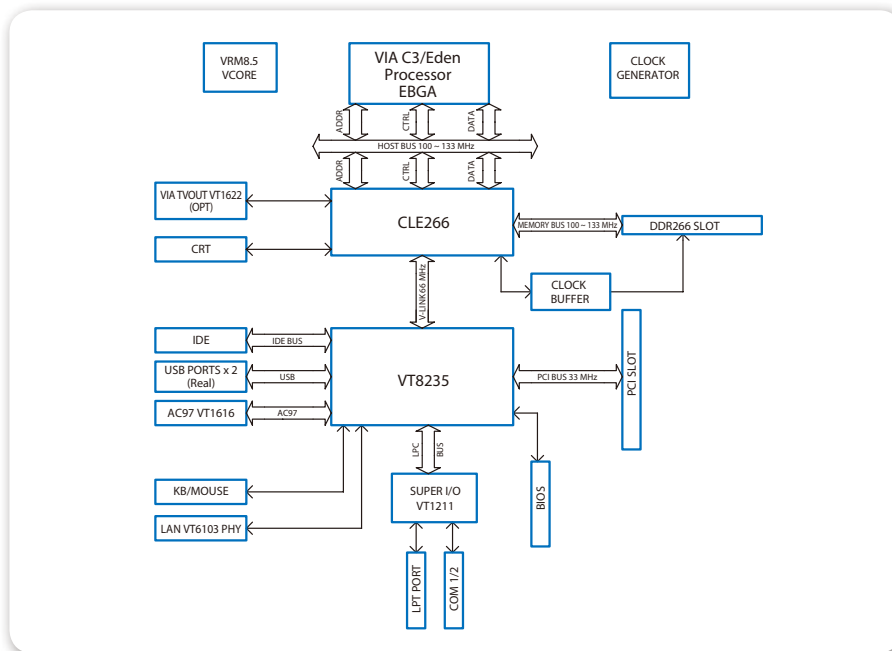 VRM8.5
VCORE
VIA C3/Eden
Processor
EBGA
CLOCK
GENERATOR
ADDR
CTRL
DATA
HOST BUS 100 ~ 133 MHz
ADDR
CTRL
DATA
VIA TVOUT VT1622
(OPT)
CLE266
MEMORY BUS 100 ~ 133 MHz
DDR266 SLOT
CRT
V-LINK 66 MHz
CLOCK
BUFFER
IDE
IDE BUS
USB PORTS x 2
(Real)
USB
VT8235
PCI BUS 33 MHz
PCI SLOT
AC97 VT1616
AC97
LPC
BUS
KB/MOUSE
SUPER I/O
VT1211
BIOS
LAN VT6103 PHY
LPT PORT
COM 1/2